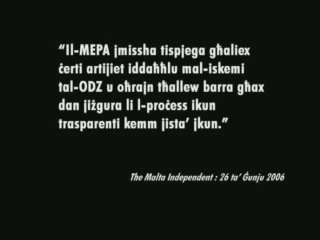 “Il-MEPA jmissha tispjega għaliex
ċerti artijiet iddaħħlu mal-iskemi
tal-ODZ u oħrajn tħallew barra għax
dan jiżgura li l-proċess ikun
trasparenti kemm jista’ jkun.”
The Malta Independent : 26 ta’ Ġunju 2006